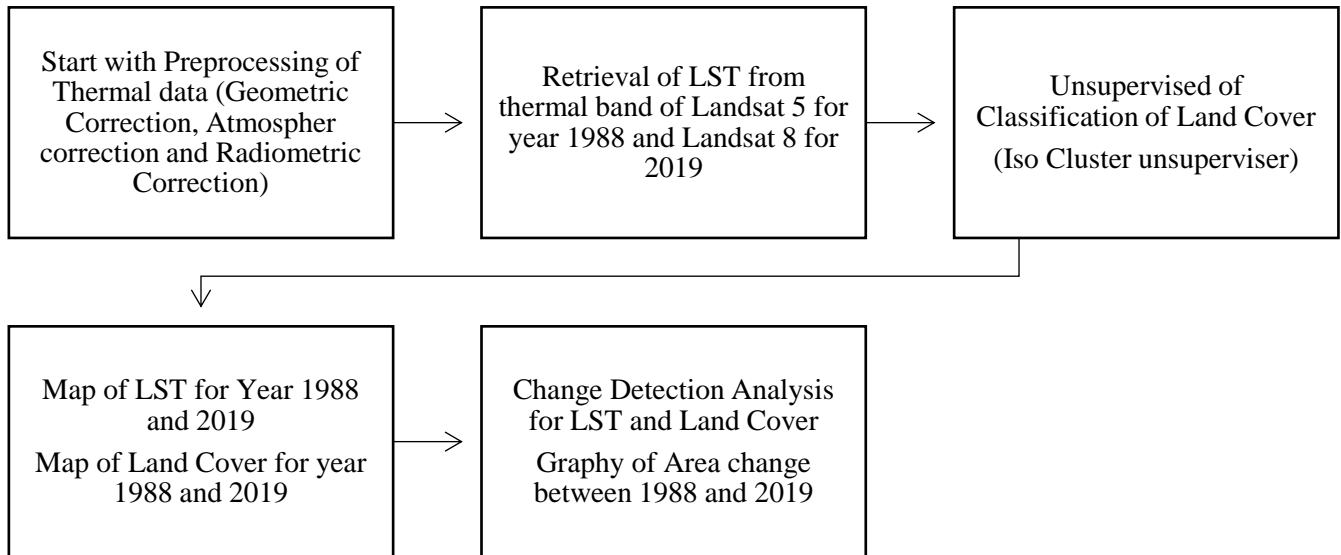 Start with Preprocessing of
Thermal data (Geometric
Correction, Atmospher
correction and Radiometric
Correction)
Retrieval of LST from
thermal band of Landsat 5 for
year 1988 and Landsat 8 for
2019
Unsupervised of
Classification of Land Cover
(Iso Cluster unsuperviser)
Map of LST for Year 1988
and 2019
Map of Land Cover for year
1988 and 2019
Change Detection Analysis
for LST and Land Cover
Graphy of Area change
between 1988 and 2019